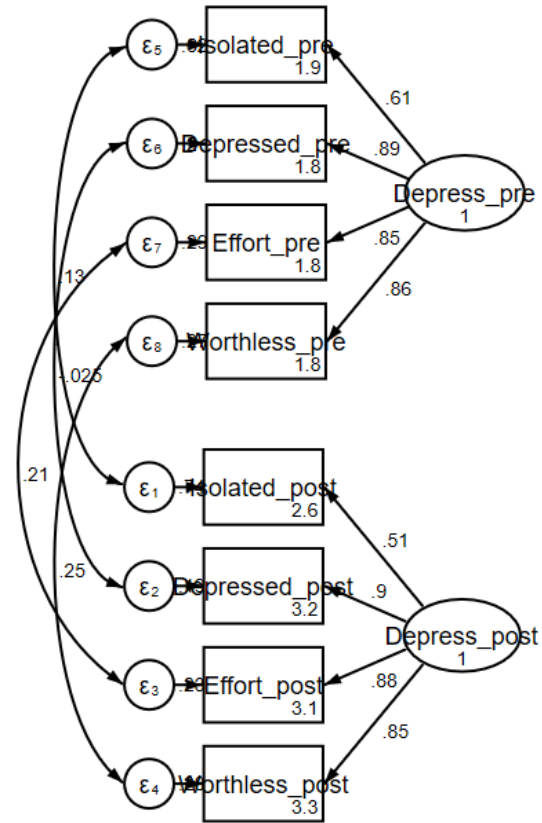 ε5
Isolated_pre
1.9
.61
ε6
Depressed_pre
1.8
.89
Depress_pre
1
ε7
Effort_pre
1.8
.85
.86
ε8
Worthless_pre
1.8
.13
-.025
.21
.25
ε1
Isolated_post
2.6
.51
ε2
Depressed_post
3.2
.9
Depress_post
1
ε3
Effort_post
3.1
.88
.85
ε4
Worthless_post
3.3